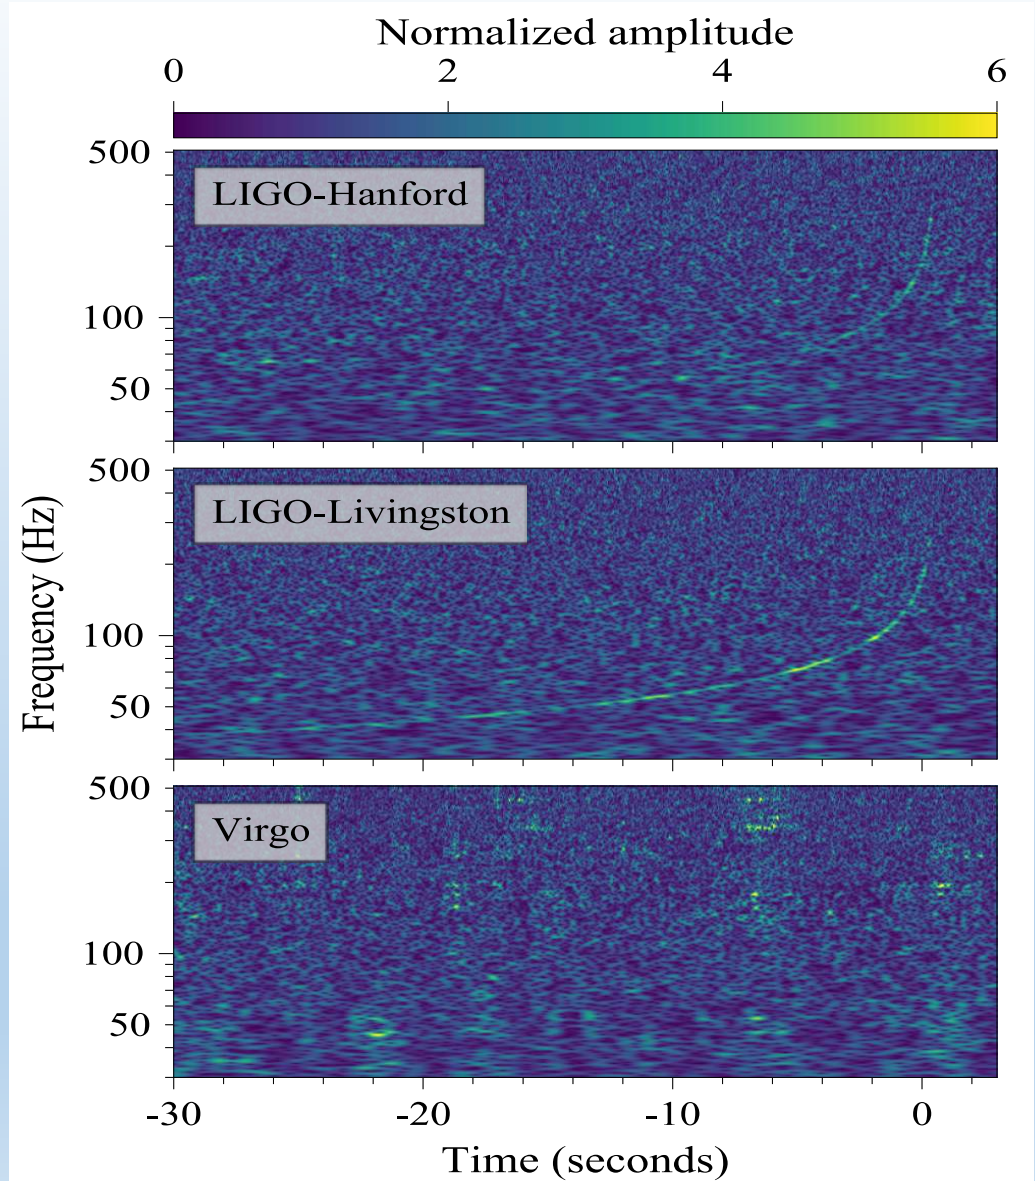 Normalized amplitude
0 2 4 6
500
LIGO-Hanford
100
50
500
LIGO-Livingston
100
50
Frequency (Hz)
500
Virgo
100
50
-30 -20 -10 0
Time (seconds)